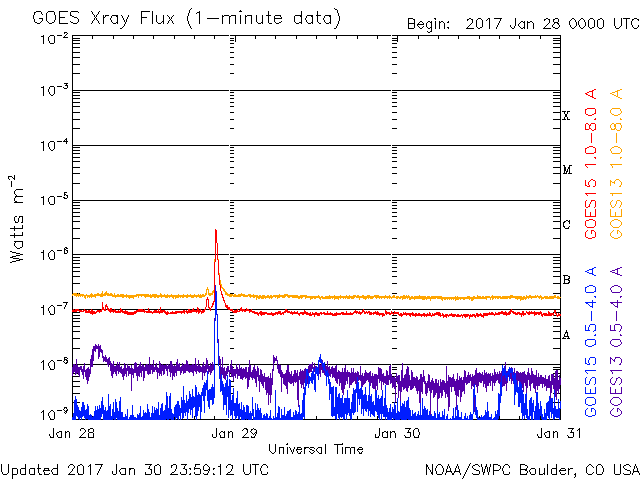 GOES Xray Flux (1-minute data)
Begin: 2017 Jan 28 0000 UTC
10⁻²
10⁻³
10⁻⁴
10⁻⁵
10⁻⁶
10⁻⁷
10⁻⁸
10⁻⁹
Watts m⁻²
X
M
C
B
A
GOES15 1.0-8.0 A
GOES13 1.0-8.0 A
GOES15 0.5-4.0 A
GOES13 0.5-4.0 A
Jan 28
Jan 29
Jan 30
Jan 31
Universal Time
Updated 2017 Jan 30 23:59:12 UTC
NOAA/SWPC Boulder, CO USA